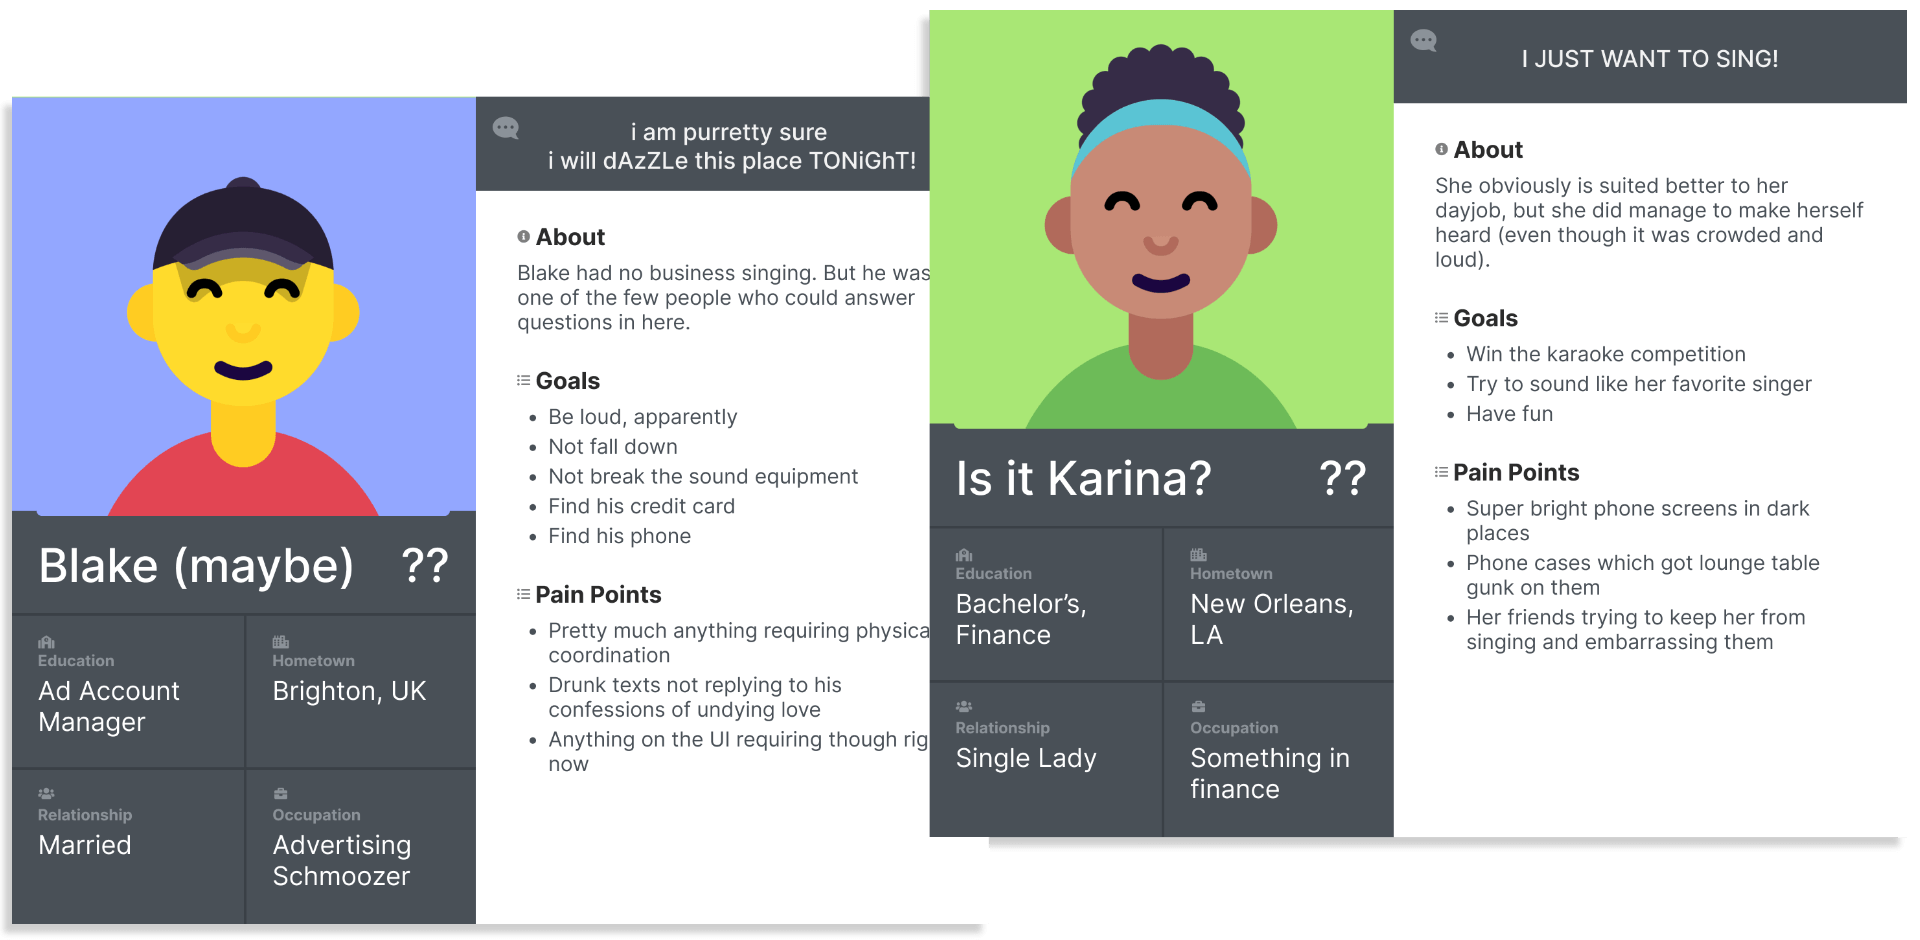 i am purretty sure
i will dAzZLe this place TONiGhT!
About
Blake had no business singing. But he was
one of the few people who could answer
questions in here.
Goals
Be loud, apparently
Not fall down
Not break the sound equipment
Find his credit card
Find his phone
Pain Points
Pretty much anything requiring physica
coordination
Drunk texts not replying to his
confessions of undying love
Anything on the UI requiring though rig
now
Blake (maybe) ??
Education
Ad Account
Manager
Hometown
Brighton, UK
Relationship
Married
Occupation
Advertising
Schmoozer
I JUST WANT TO SING!
About
She obviously is suited better to her
dayjob, but she did manage to make herself
heard (even though it was crowded and
loud).
Goals
Win the karaoke competition
Try to sound like her favorite singer
Have fun
Pain Points
Super bright phone screens in dark
places
Phone cases which got lounge table
gunk on them
Her friends trying to keep her from
singing and embarrassing them
Is it Karina? ??
Education
Bachelor’s,
Finance
Hometown
New Orleans,
LA
Relationship
Single Lady
Occupation
Something in
finance